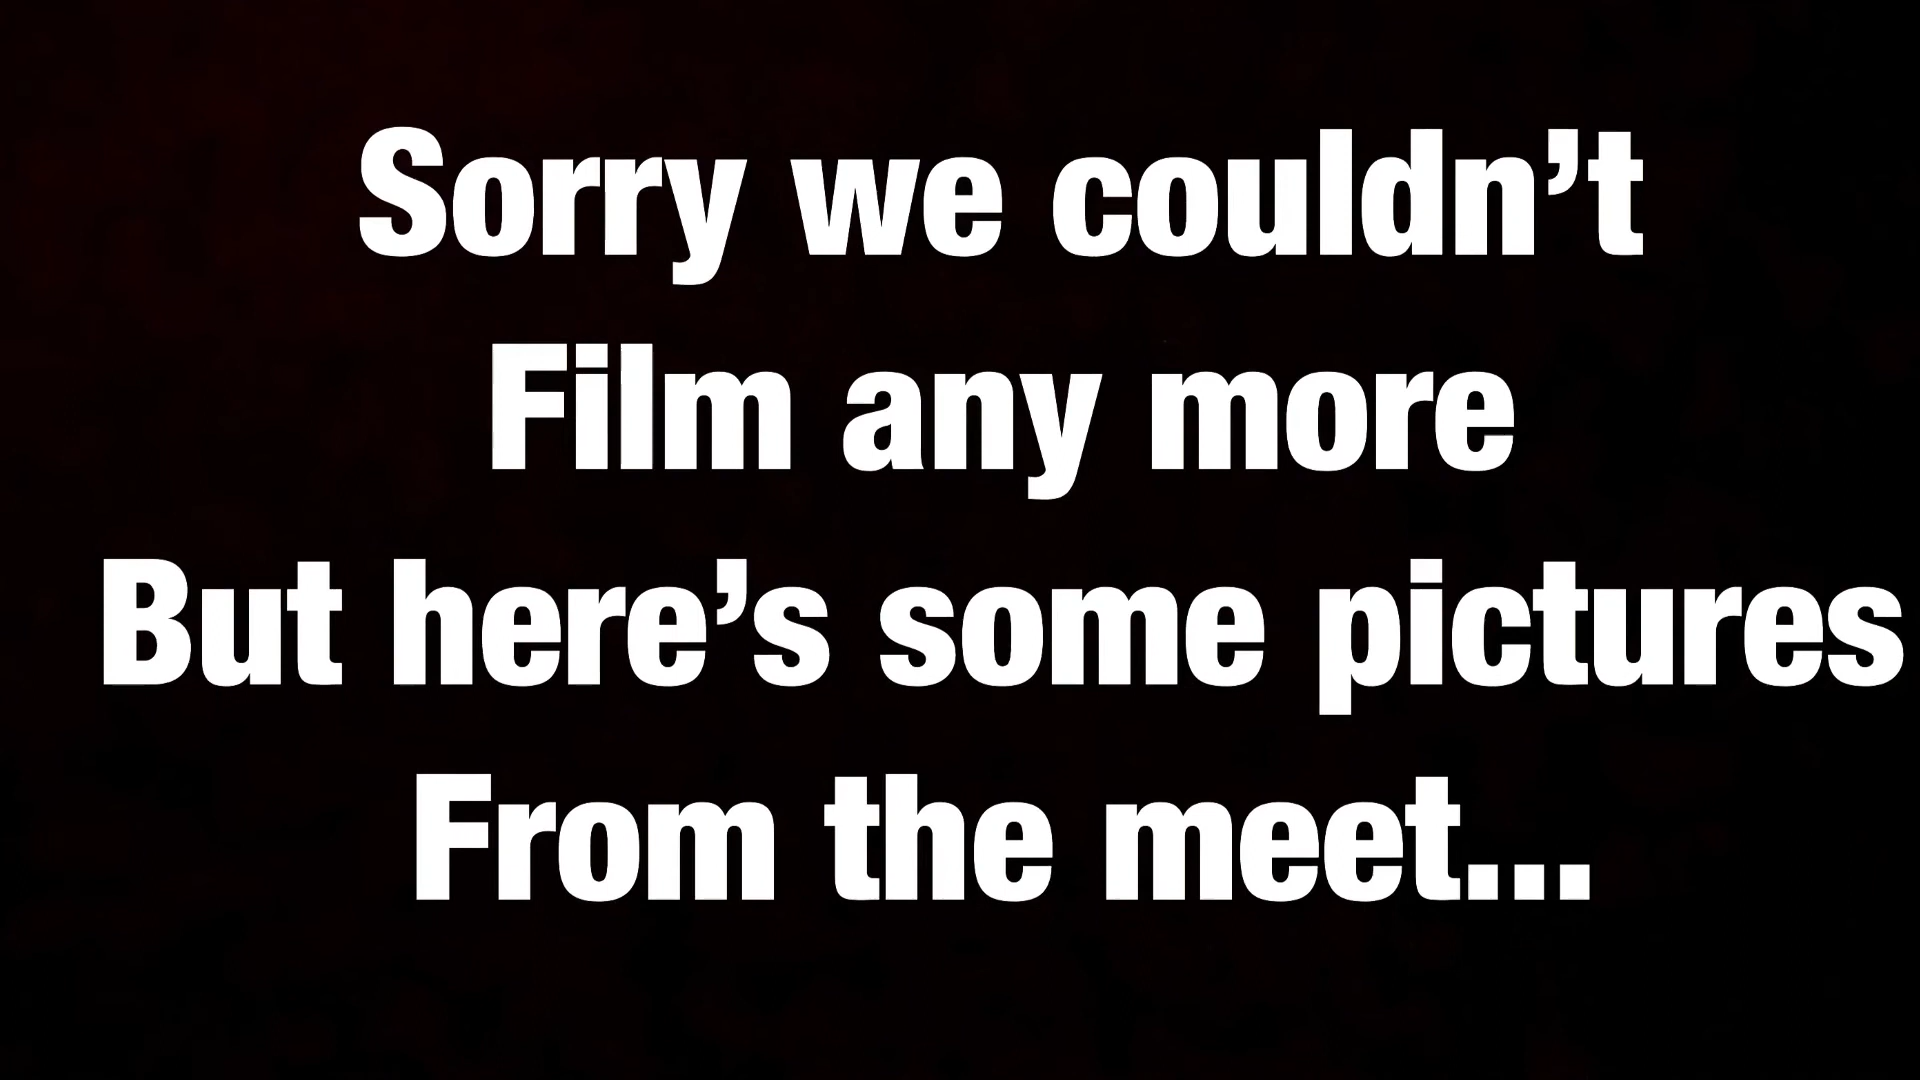 Sorry we couldn’t
Film any more
But here’s some pictures
From the meet...